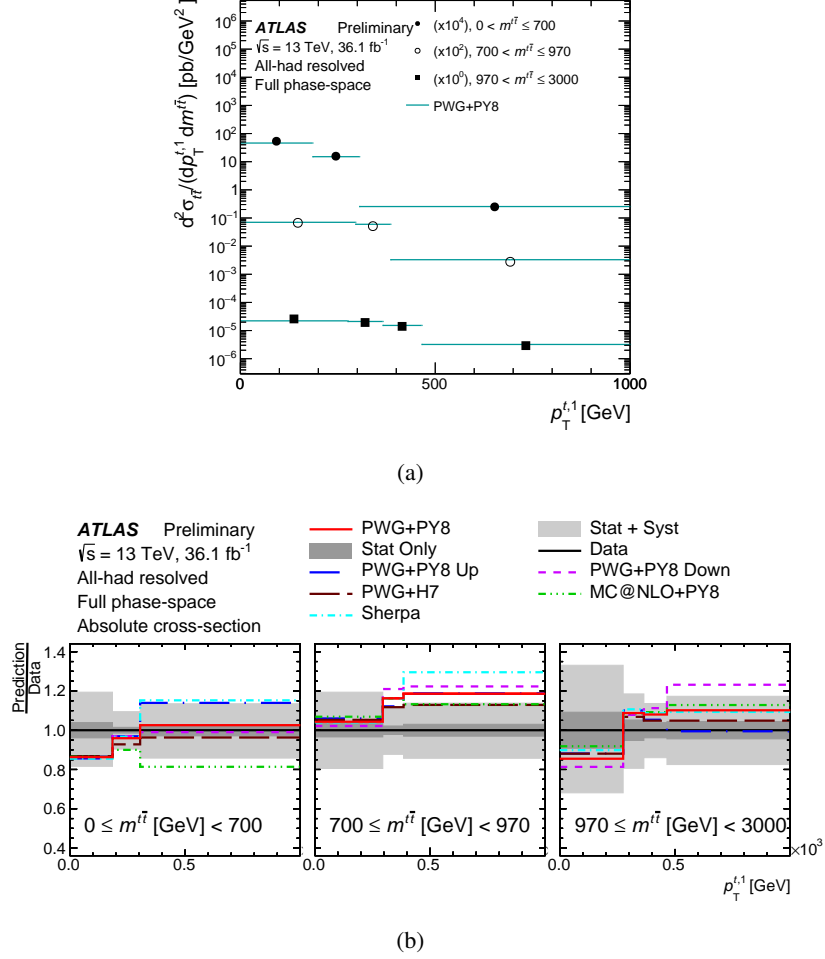 ATLAS Preliminary
√s = 13 TeV, 36.1 fb⁻¹
All-had resolved
Full phase-space
(x10⁴), 0 < m^{tt̄} ≤ 700
(x10²), 700 < m^{tt̄} ≤ 970
(x10⁰), 970 < m^{tt̄} ≤ 3000
PWG+PY8
d²σ_{tt̄}/(dp_T^{t,1} dm^{tt̄}) [pb/GeV²]
10⁶
10⁵
10⁴
10³
10²
10
1
10⁻¹
10⁻²
10⁻³
10⁻⁴
10⁻⁵
10⁻⁶
0 500 1000
p_T^{t,1} [GeV]
(a)
ATLAS Preliminary
√s = 13 TeV, 36.1 fb⁻¹
All-had resolved
Full phase-space
Absolute cross-section
PWG+PY8
Stat Only
PWG+PY8 Up
PWG+H7
Sherpa
Stat + Syst
Data
PWG+PY8 Down
MC@NLO+PY8
Prediction
Data
1.4
1.2
1.0
0.8
0.6
0.4
0 ≤ m^{tt̄} [GeV] < 700
700 ≤ m^{tt̄} [GeV] < 970
970 ≤ m^{tt̄} [GeV] < 3000
0.0 0.5 0.0 0.5 0.0 0.5 1.0
×10³
p_T^{t,1} [GeV]
(b)